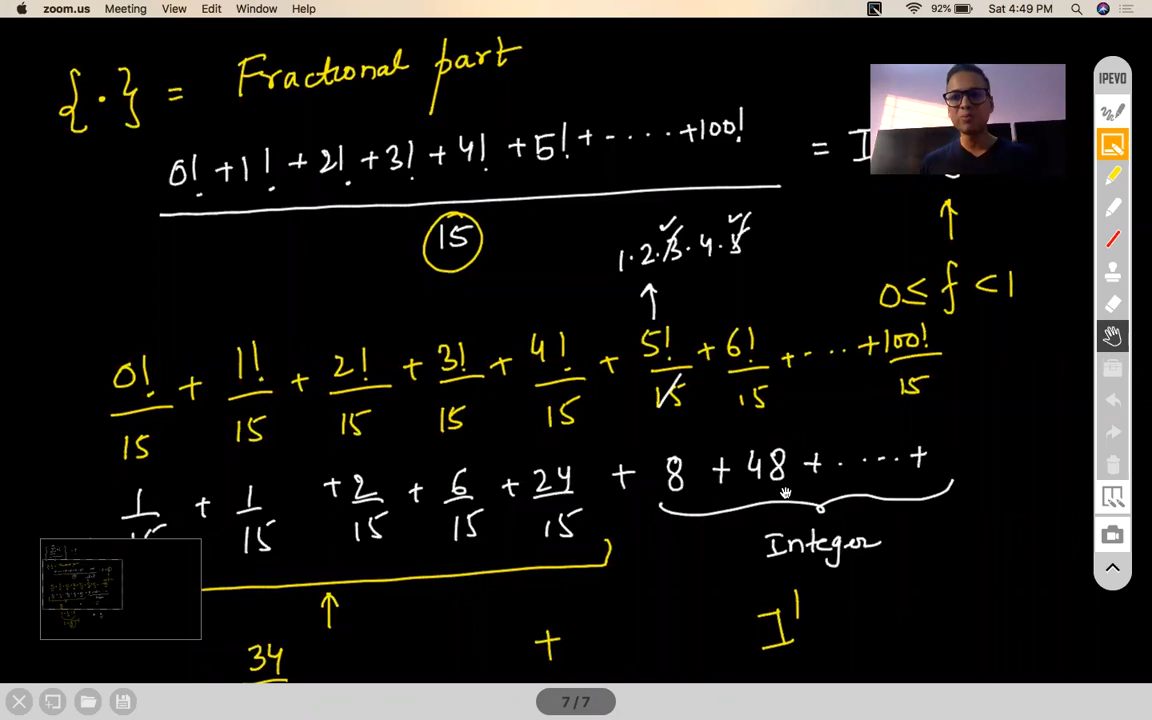 zoom.us Meeting View Edit Window Help 92% Sat 4:49 PM
{·} = Fractional part
IPEVO
0! + 1! + 2! + 3! + 4! + 5! + ····· + 100! = I
15
1·2·3·4·5
0 ≤ f < 1
0! + 1! + 2! + 3! + 4! + 5! + 6! + ····· + 100!
15 15 15 15 15 15 15 15
1 + 1 + 2 + 6 + 24 + 8 + 48 + ····· +
15 15 15 15 15
Integer
34 + I'
7 / 7